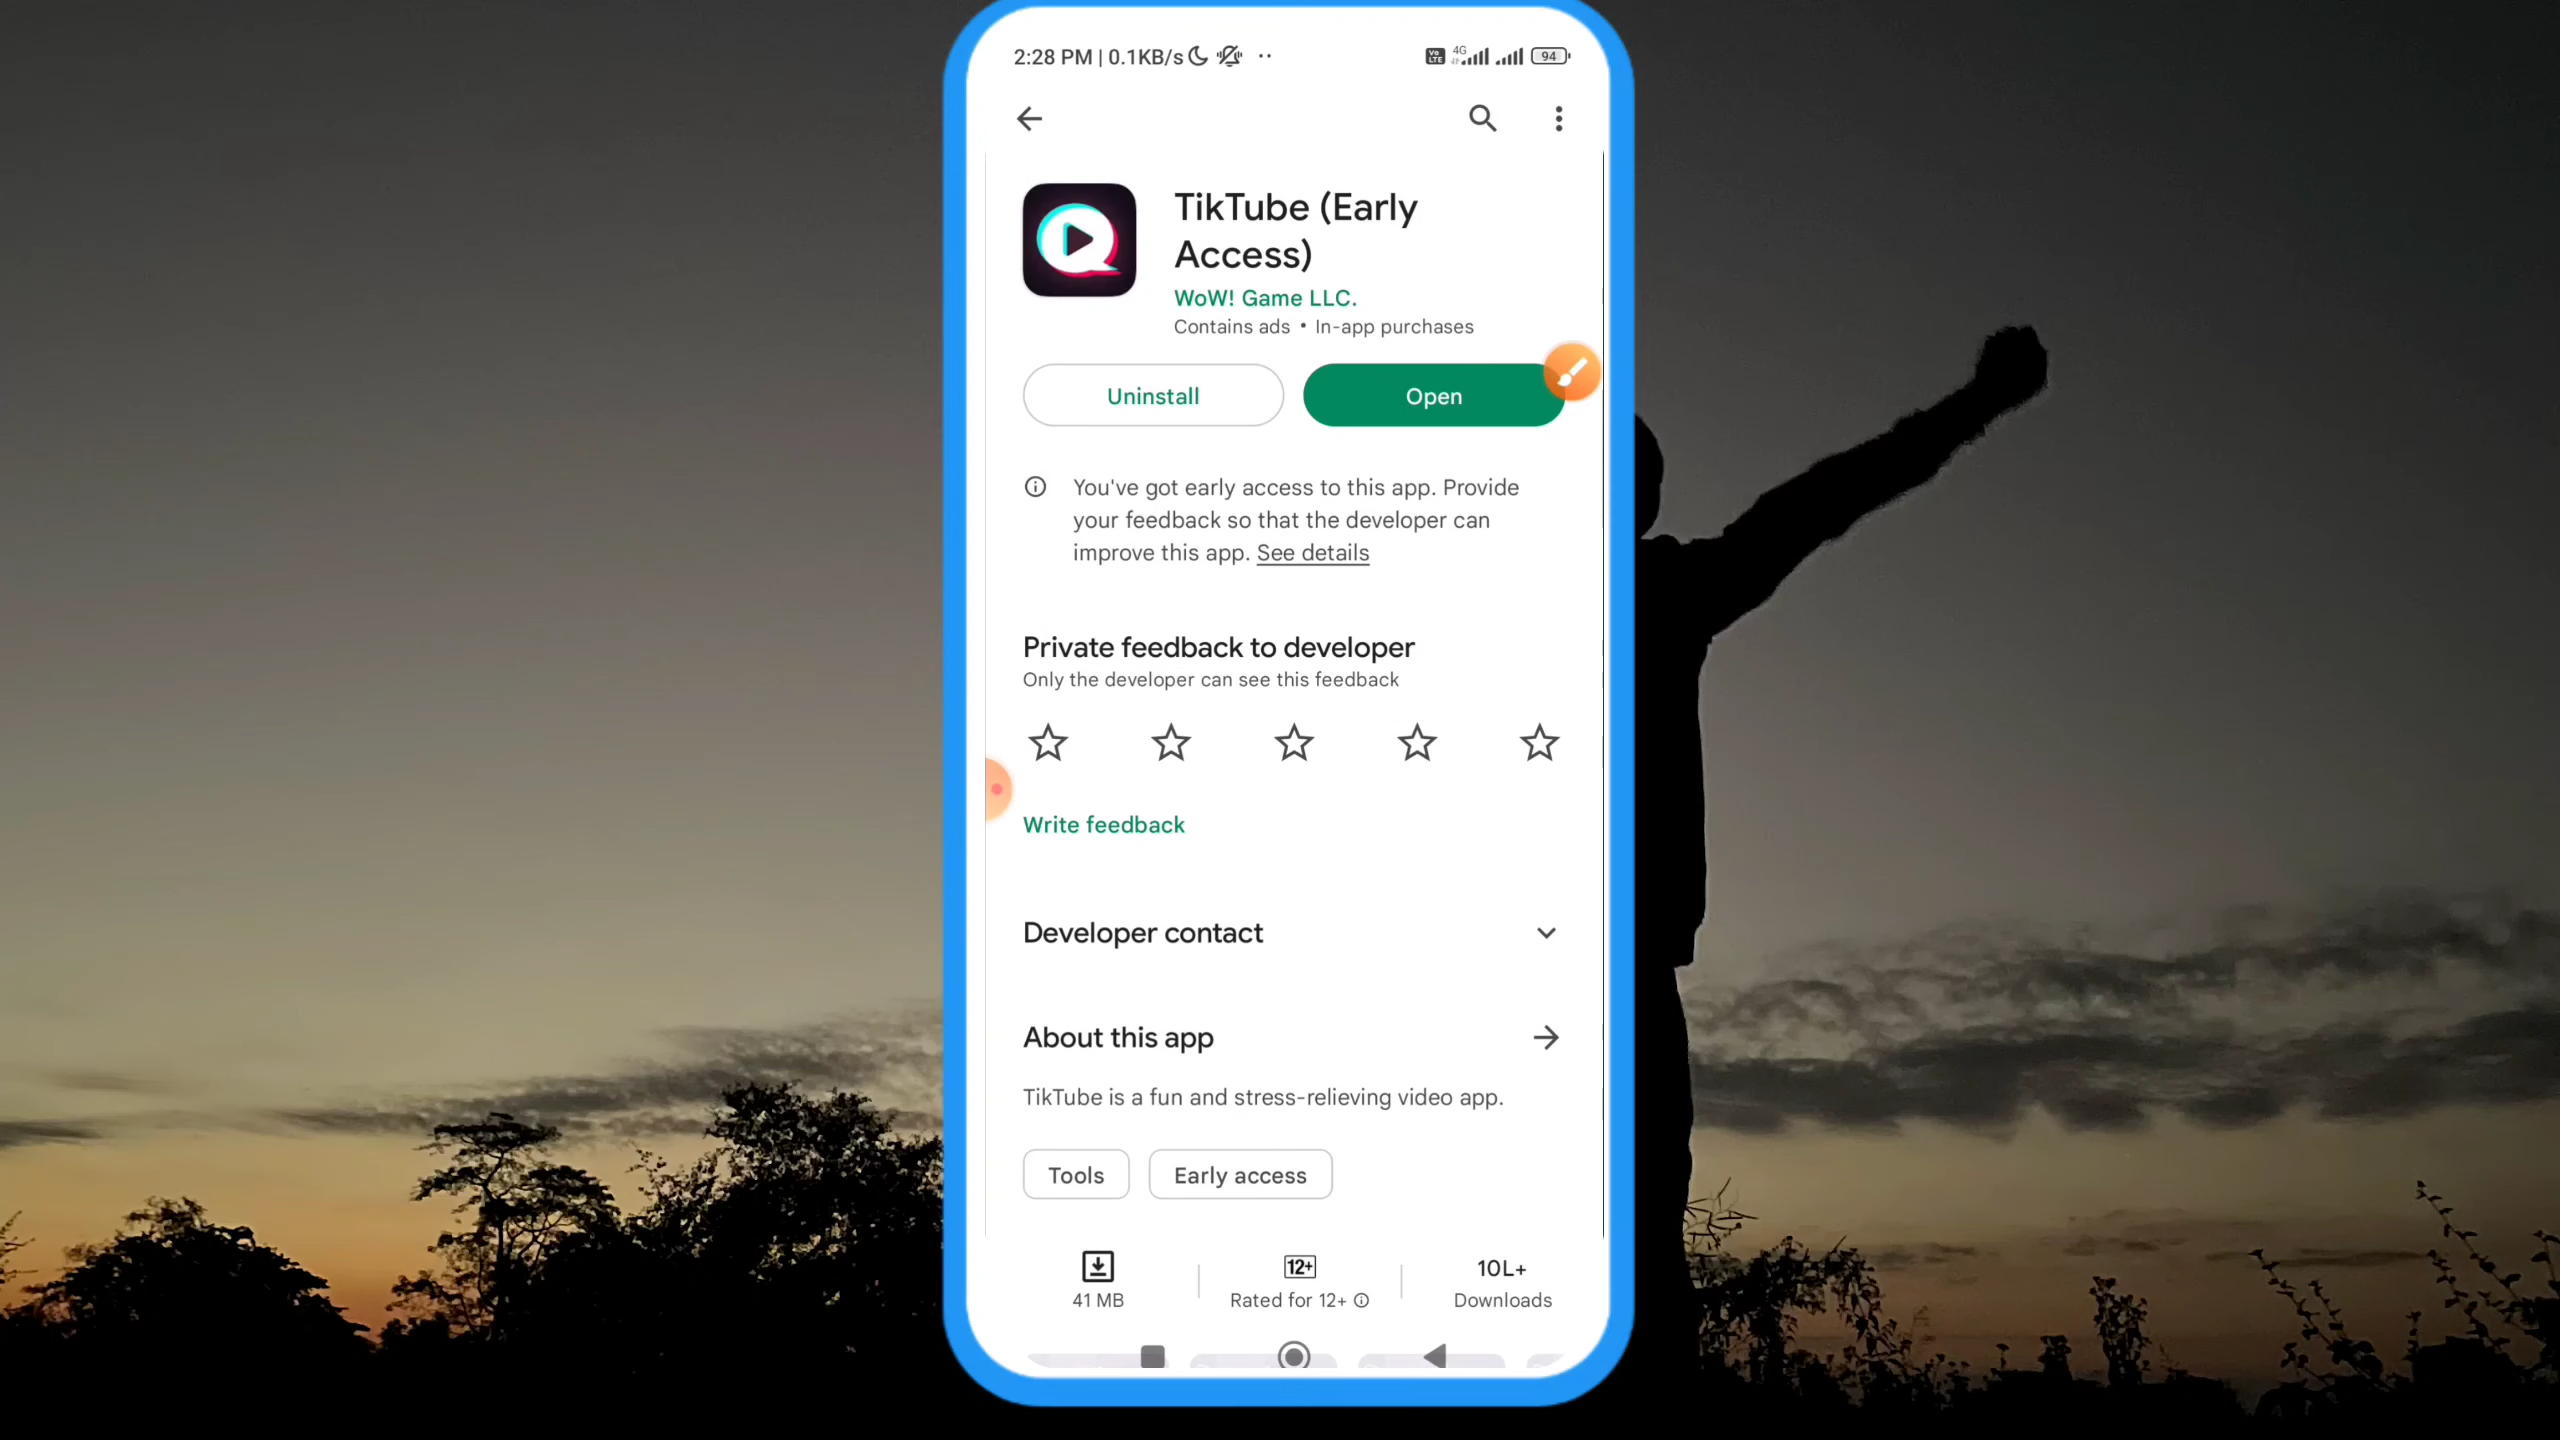 2:28 PM | 0.1KB/s
Vo LTE 4G 94
TikTube (Early
Access)
WoW! Game LLC.
Contains ads • In-app purchases
Uninstall
Open
You've got early access to this app. Provide
your feedback so that the developer can
improve this app. See details
Private feedback to developer
Only the developer can see this feedback
Write feedback
Developer contact
About this app
TikTube is a fun and stress-relieving video app.
Tools
Early access
12+
10L+
41 MB
Rated for 12+
Downloads